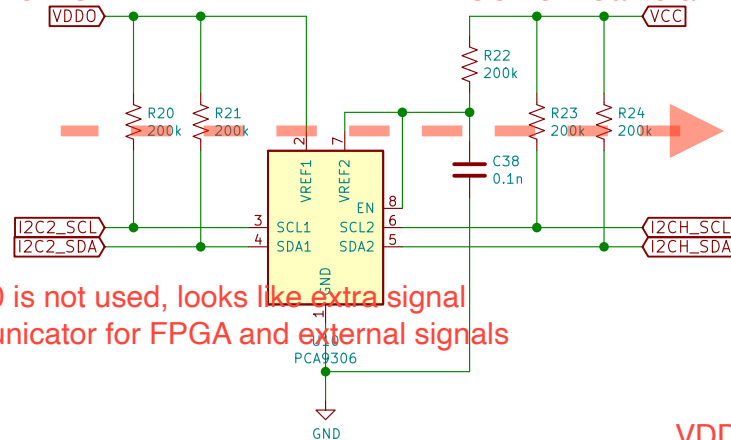 VDDO
VCC
R22
200k
R20
200k
R21
200k
R23
200k
R24
200k
2
7
VREF1
VREF2
C38
0.1n
EN
8
I2C2_SCL
3
SCL1
SCL2
6
I2CH_SCL
I2C2_SDA
4
SDA1
SDA2
5
I2CH_SDA
GND
is not used, looks like extra signal
1
unicator for FPGA and external signals
PCA9306
GND